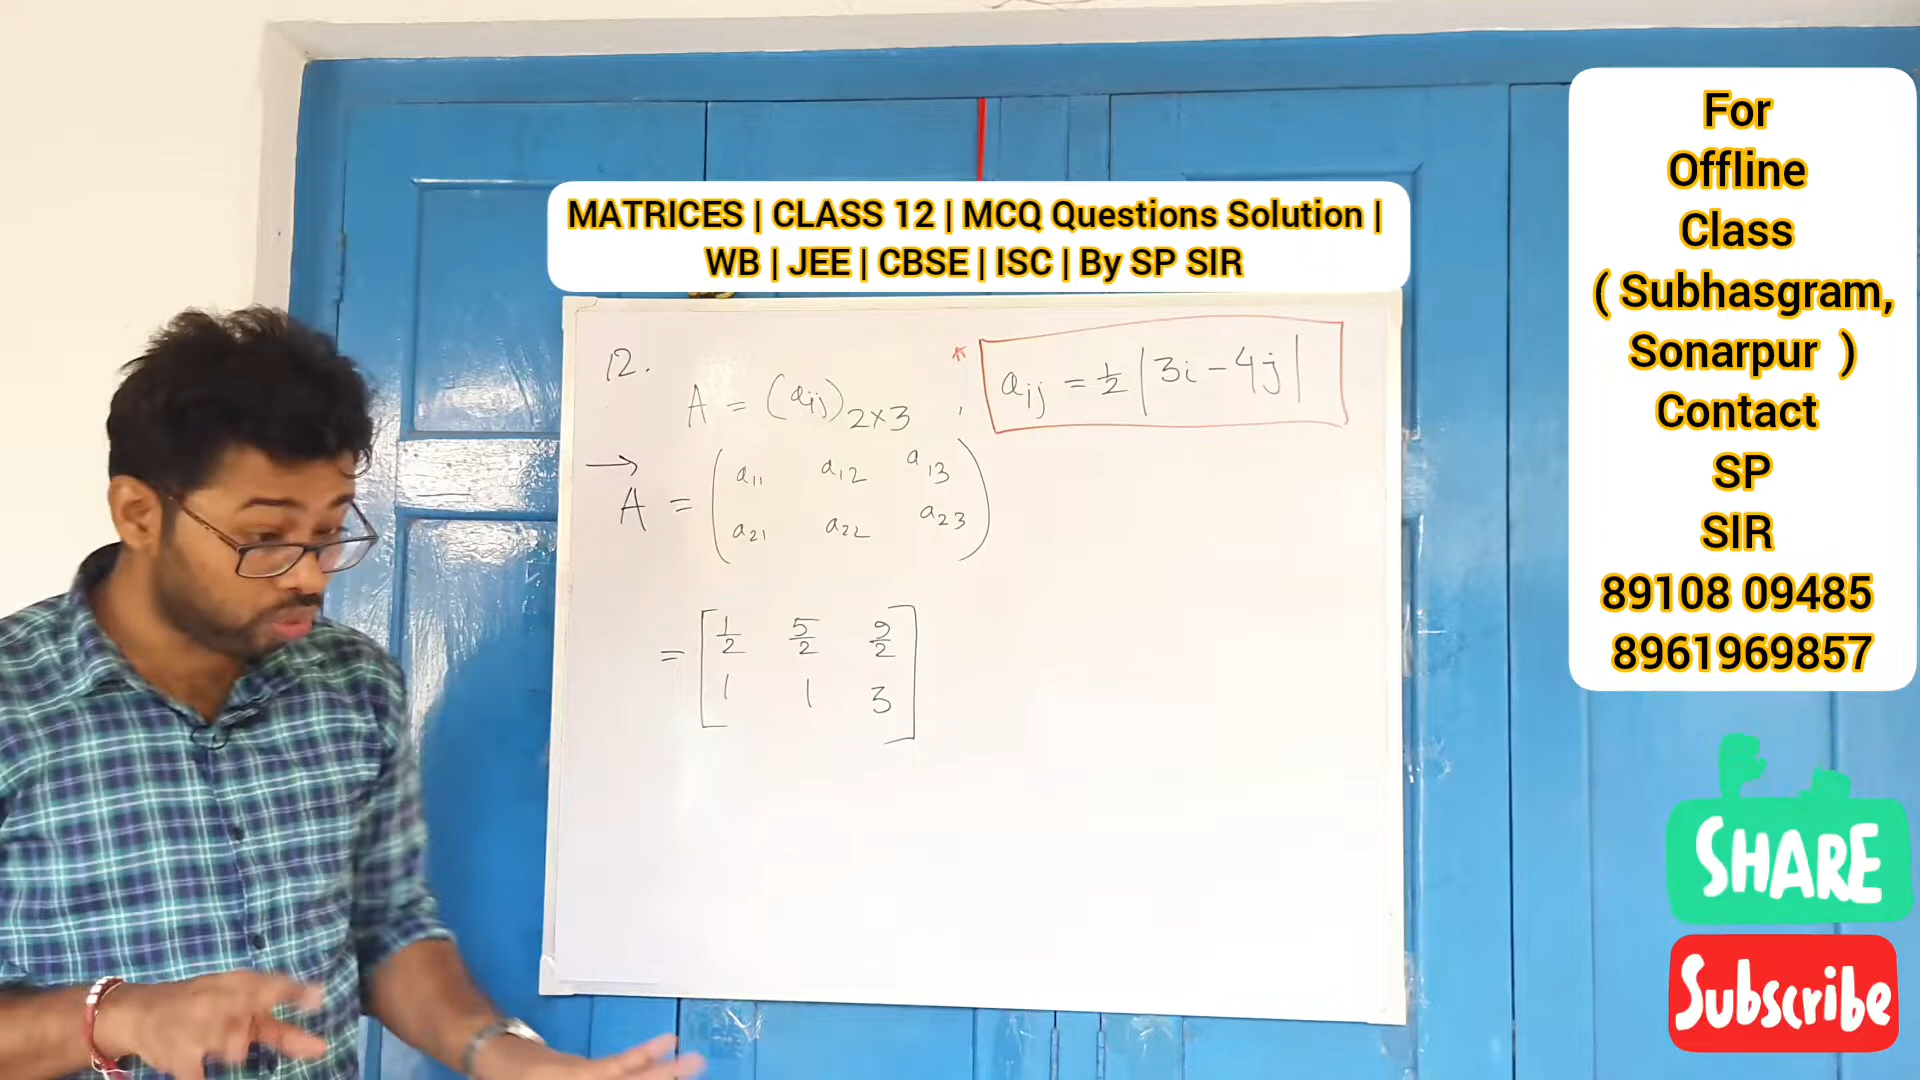 MATRICES | CLASS 12 | MCQ Questions Solution |
WB | JEE | CBSE | ISC | By SP SIR
12.
A = (aij)2×3 , * aij = 1/2 |3i - 4j|
→
A = ( a11 a12 a13
a21 a22 a23 )
= [ 1/2 5/2 9/2
1 1 3 ]
For
Offline
Class
( Subhasgram,
Sonarpur )
Contact
SP
SIR
89108 09485
8961969857
SHARE
Subscribe